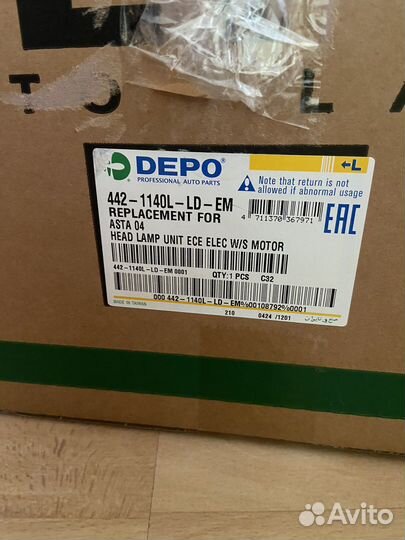 TO LA
DEPO®
PROFESSIONAL AUTO PARTS
←L
Note that return is not
allowed if abnormal usage
442-1140L-LD-EM
4 711370 367971
EAC
REPLACEMENT FOR
ASTA 04
HEAD LAMP UNIT ECE ELEC W/S MOTOR
442-1140L-LD-EM 0001 QTY:1 PCS C32
000 442-1140L-LD-EM%00108792%0001
MADE IN TAIWAN
210 0424 /1201
Avito